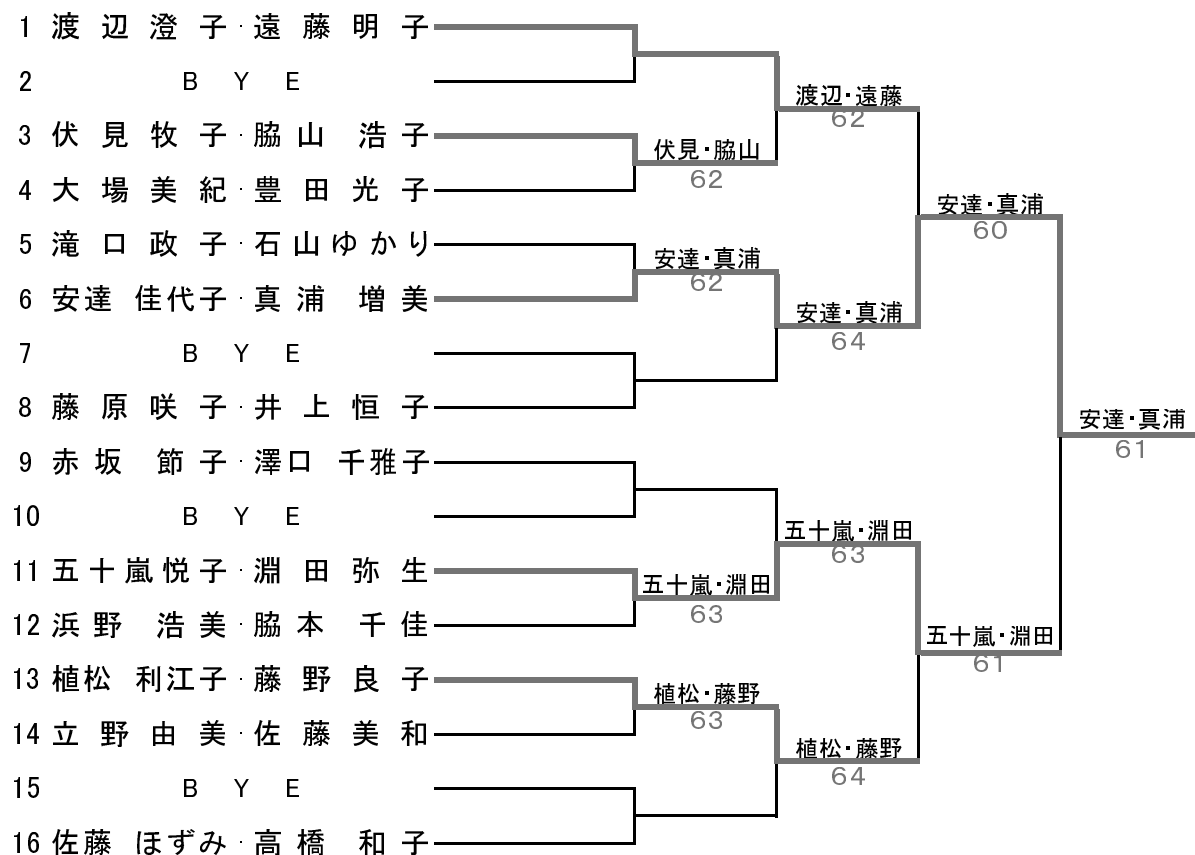 1 渡辺澄子・遠藤明子
2 BYE
渡辺・遠藤
62
3 伏見牧子・脇山浩子
伏見・脇山
62
4 大場美紀・豊田光子
安達・真浦
60
5 滝口政子・石山ゆかり
安達・真浦
62
6 安達佳代子・真浦増美
安達・真浦
64
7 BYE
8 藤原咲子・井上恒子
安達・真浦
61
9 赤坂節子・澤口千雅子
10 BYE
五十嵐・淵田
63
11 五十嵐悦子・淵田弥生
五十嵐・淵田
63
12 浜野浩美・脇本千佳
五十嵐・淵田
61
13 植松利江子・藤野良子
植松・藤野
63
14 立野由美・佐藤美和
植松・藤野
64
15 BYE
16 佐藤ほずみ・高橋和子